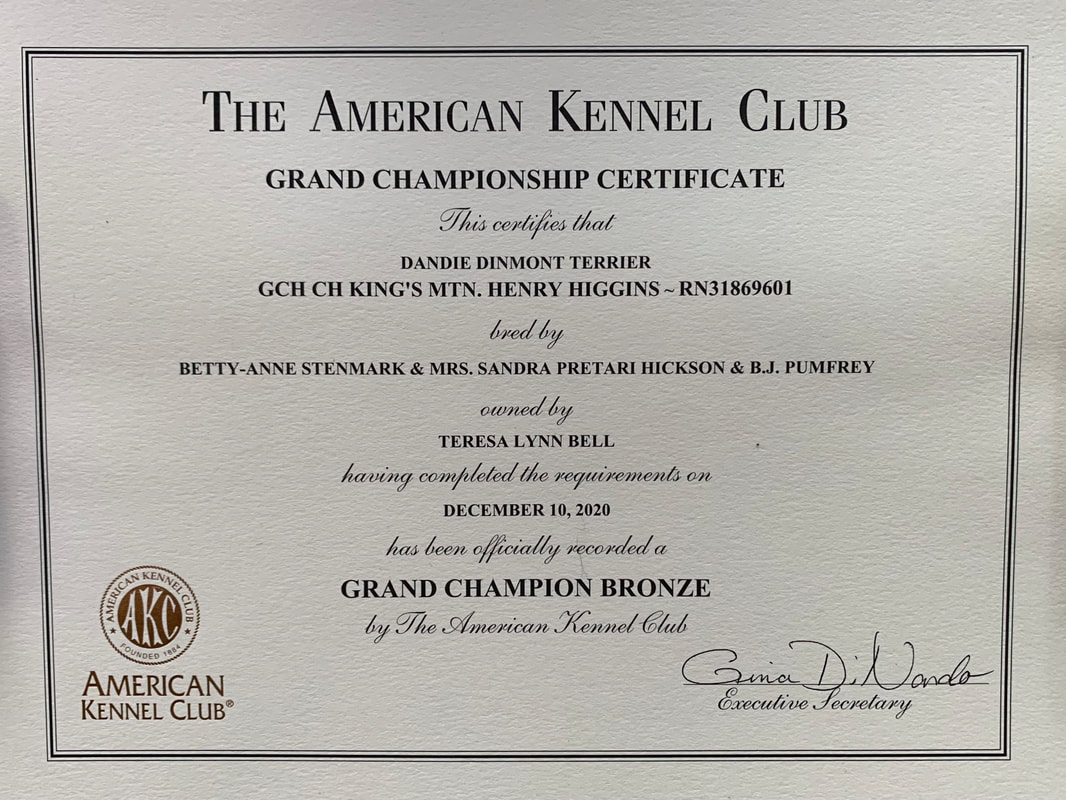 THE AMERICAN KENNEL CLUB
GRAND CHAMPIONSHIP CERTIFICATE
This certifies that
DANDIE DINMONT TERRIER
GCH CH KING'S MTN. HENRY HIGGINS ~ RN31869601
bred by
BETTY-ANNE STENMARK & MRS. SANDRA PRETARI HICKSON & B.J. PUMFREY
owned by
TERESA LYNN BELL
having completed the requirements on
DECEMBER 10, 2020
has been officially recorded a
GRAND CHAMPION BRONZE
by The American Kennel Club
AMERICAN KENNEL CLUB
AKC
FOUNDED 1884
AMERICAN
KENNEL CLUB®
Gina DiNardo
Executive Secretary